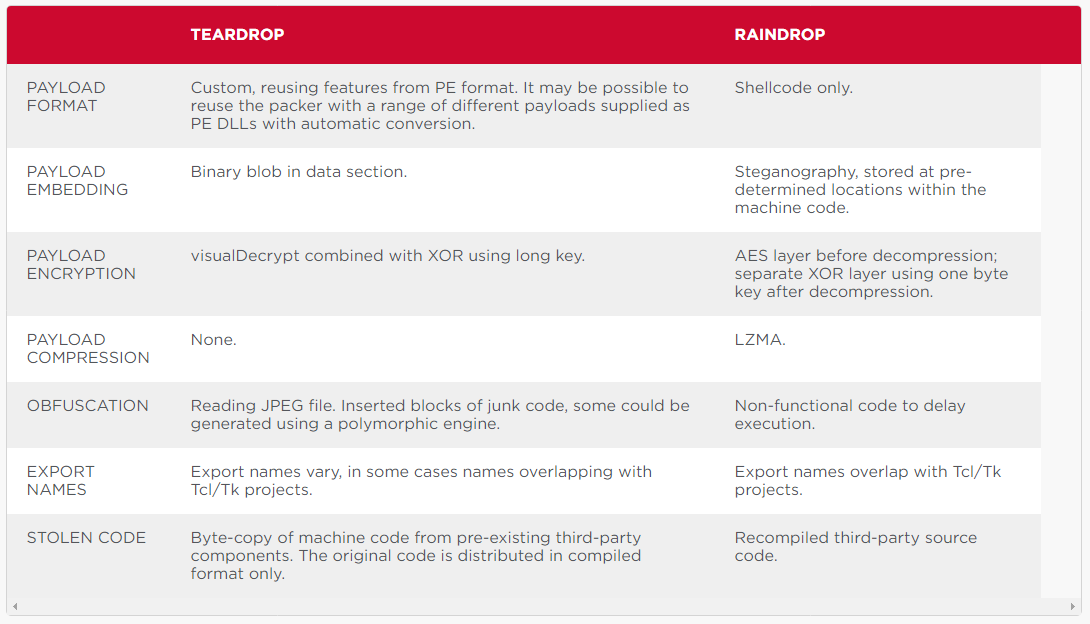 TEARDROP
RAINDROP
PAYLOAD
FORMAT
Custom, reusing features from PE format. It may be possible to
reuse the packer with a range of different payloads supplied as
PE DLLs with automatic conversion.
Shellcode only.
PAYLOAD
EMBEDDING
Binary blob in data section.
Steganography, stored at pre-
determined locations within the
machine code.
PAYLOAD
ENCRYPTION
visualDecrypt combined with XOR using long key.
AES layer before decompression;
separate XOR layer using one byte
key after decompression.
PAYLOAD
COMPRESSION
None.
LZMA.
OBFUSCATION
Reading JPEG file. Inserted blocks of junk code, some could be
generated using a polymorphic engine.
Non-functional code to delay
execution.
EXPORT
NAMES
Export names vary, in some cases names overlapping with
Tcl/Tk projects.
Export names overlap with Tcl/Tk
projects.
STOLEN CODE
Byte-copy of machine code from pre-existing third-party
components. The original code is distributed in compiled
format only.
Recompiled third-party source
code.